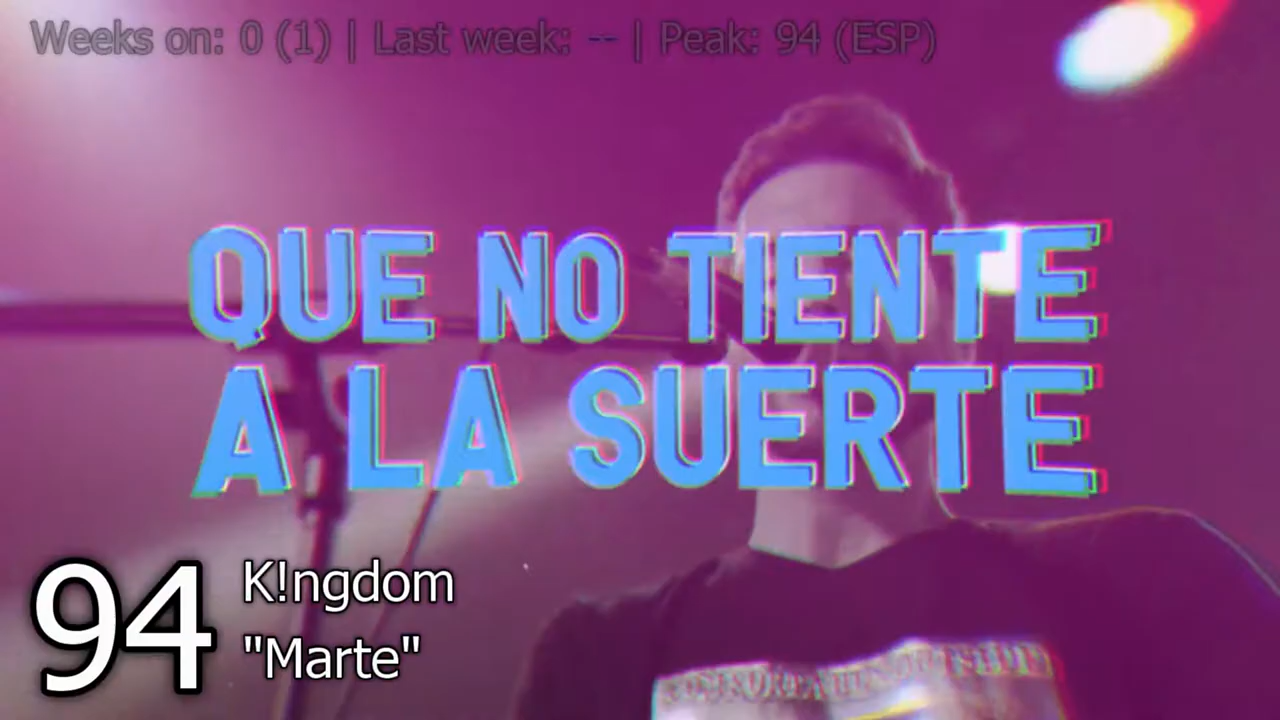 Weeks on: 0 (1) | Last week: -- | Peak: 94 (ESP)
QUE NO TIENTE
A LA SUERTE
94
K!ngdom
"Marte"